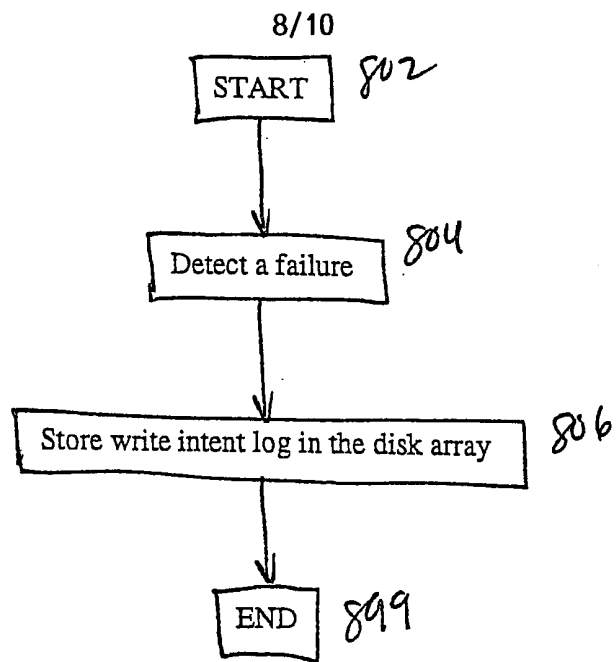 8/10
START 802
Detect a failure 804
Store write intent log in the disk array 806
END 899